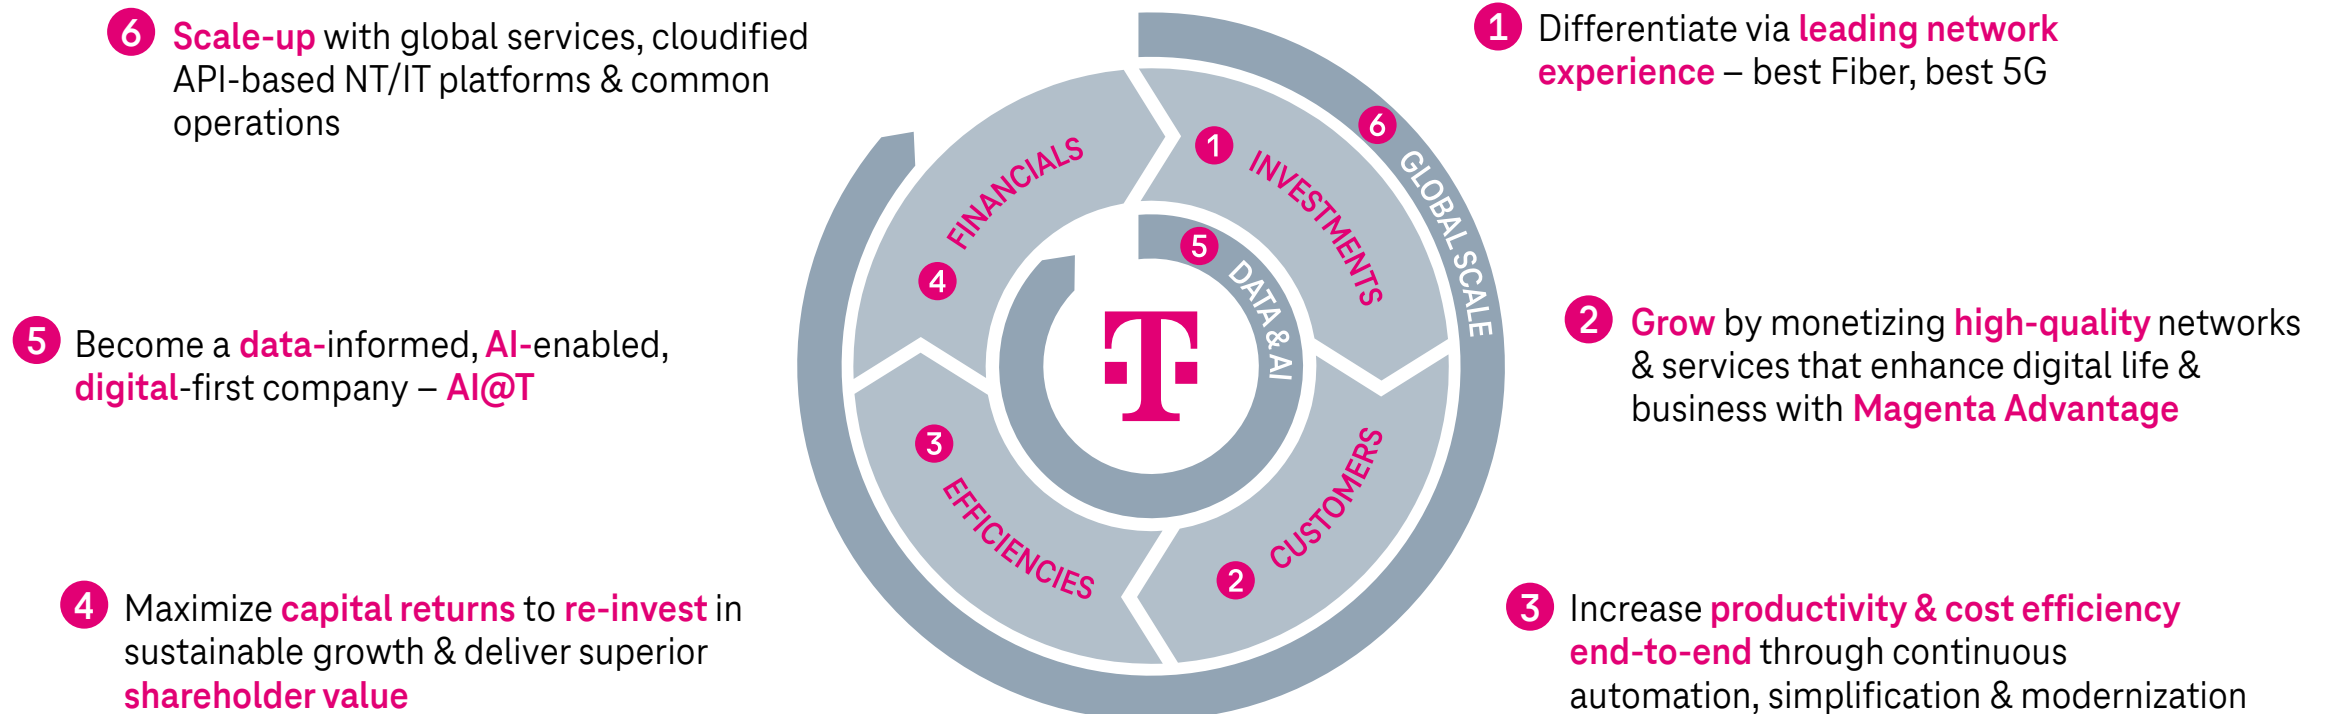 6 Scale-up with global services, cloudified
API-based NT/IT platforms & common
operations
5 Become a data-informed, AI-enabled,
digital-first company – AI@T
4 Maximize capital returns to re-invest in
sustainable growth & deliver superior
shareholder value
6 GLOBAL SCALE
1 INVESTMENTS
4 FINANCIALS
5 DATA & AI
T
3 EFFICIENCIES
2 CUSTOMERS
1 Differentiate via leading network
experience – best Fiber, best 5G
2 Grow by monetizing high-quality networks
& services that enhance digital life &
business with Magenta Advantage
3 Increase productivity & cost efficiency
end-to-end through continuous
automation, simplification & modernization